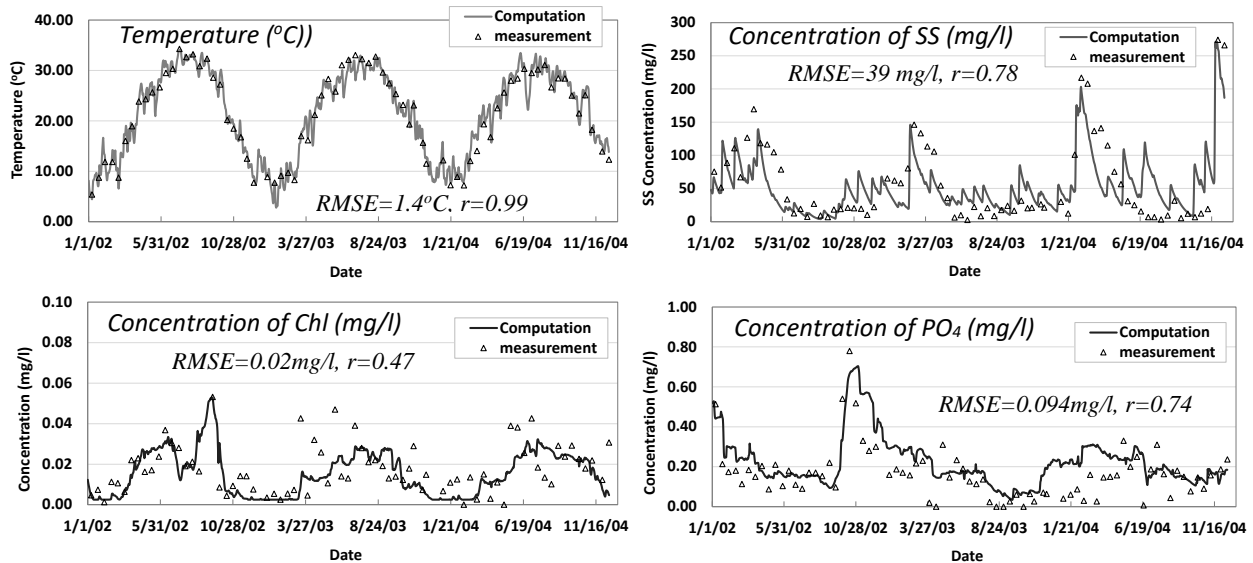 Temperature (°C))
Computation
measurement
40.00
30.00
20.00
10.00
0.00
Temperature (°C)
RMSE=1.4°C, r=0.99
1/1/02 5/31/02 10/28/02 3/27/03 8/24/03 1/21/04 6/19/04 11/16/04
Date
Concentration of SS (mg/l)
Computation
measurement
RMSE=39 mg/l, r=0.78
300
250
200
150
100
50
0
SS Concentration (mg/l)
1/1/02 5/31/02 10/28/02 3/27/03 8/24/03 1/21/04 6/19/04 11/16/04
Date
Concentration of Chl (mg/l)
Computation
measurement
RMSE=0.02mg/l, r=0.47
0.10
0.08
0.06
0.04
0.02
0.00
Concentration (mg/l)
1/1/02 5/31/02 10/28/02 3/27/03 8/24/03 1/21/04 6/19/04 11/16/04
Date
Concentration of PO4 (mg/l)
Computation
measurement
RMSE=0.094mg/l, r=0.74
1.00
0.80
0.60
0.40
0.20
0.00
Concentration (mg/l)
1/1/02 5/31/02 10/28/02 3/27/03 8/24/03 1/21/04 6/19/04 11/16/04
Date